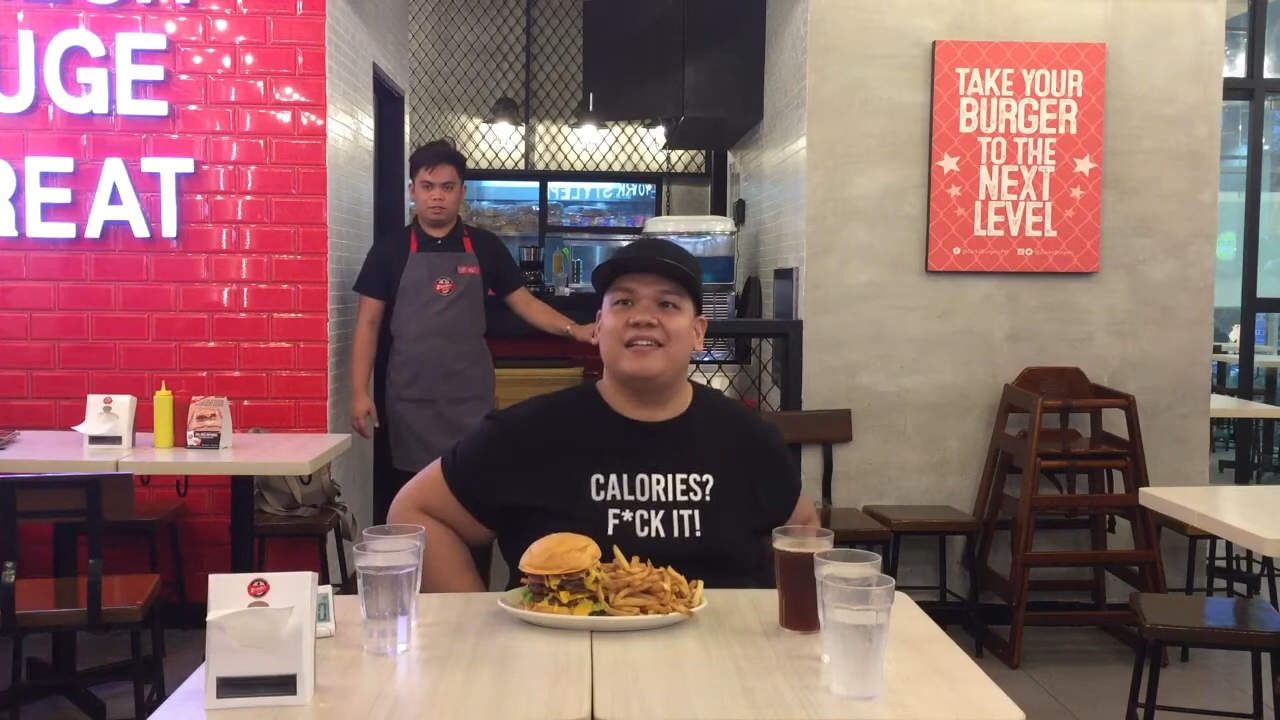 UGE
REAT
TAKE YOUR
BURGER
TO THE
NEXT
LEVEL
CALORIES?
F*CK IT!